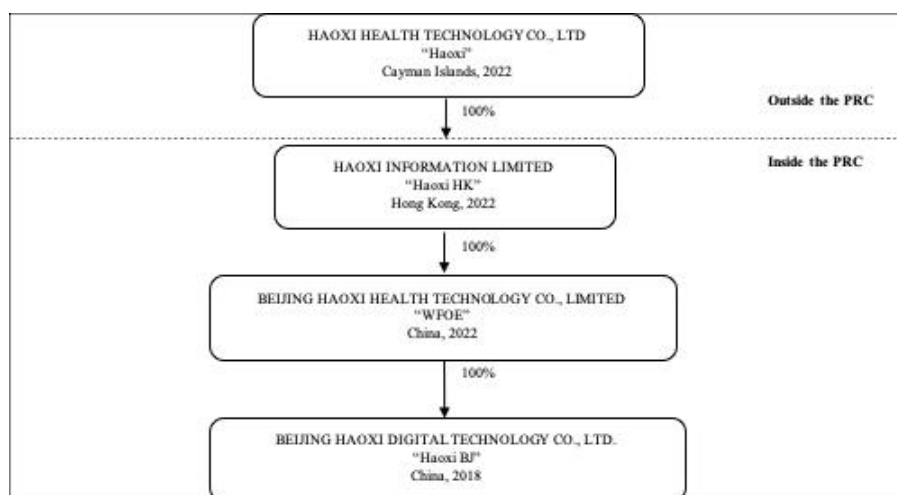 HAOXI HEALTH TECHNOLOGY CO., LTD
“Haoxi”
Cayman Islands, 2022
100%
Outside the PRC
Inside the PRC
HAOXI INFORMATION LIMITED
“Haoxi HK”
Hong Kong, 2022
100%
BEIJING HAOXI HEALTH TECHNOLOGY CO., LIMITED
“WFOE”
China, 2022
100%
BEIJING HAOXI DIGITAL TECHNOLOGY CO., LTD.
“Haoxi BJ”
China, 2018